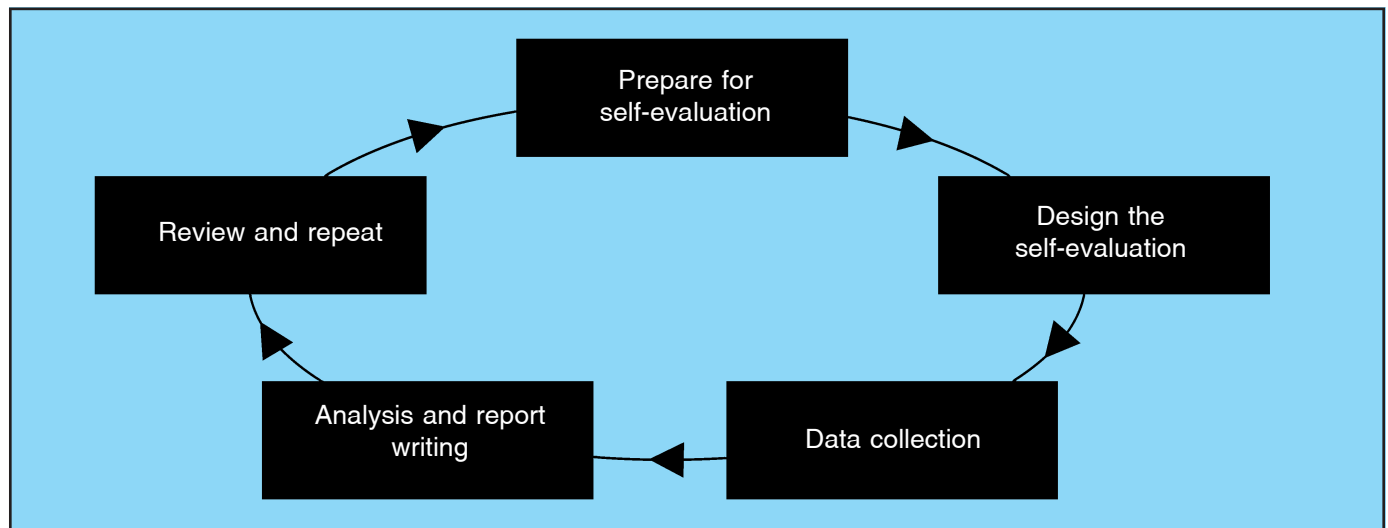 Prepare for
self-evaluation
Design the
self-evaluation
Data collection
Analysis and report
writing
Review and repeat